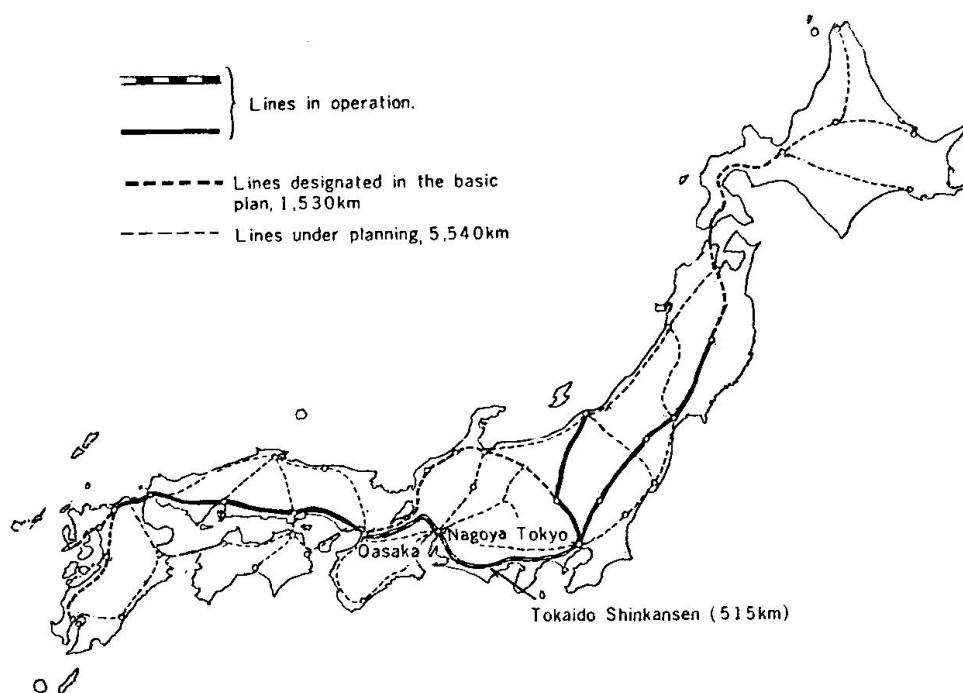 Lines in operation.
Lines designated in the basic
plan, 1,530km
Lines under planning, 5,540km
Oasaka
Nagoya
Tokyo
Tokaido Shinkansen (515km)